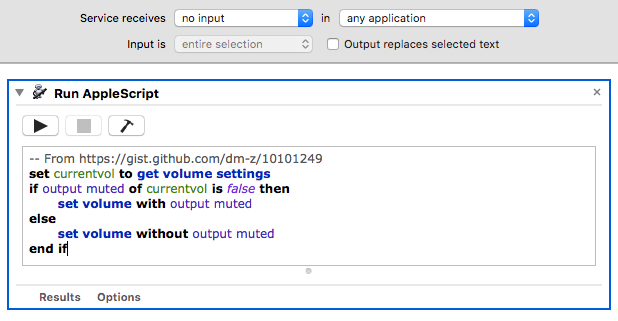 Service receives no input in any application
Input is entire selection Output replaces selected text
Run AppleScript
-- From https://gist.github.com/dm-z/10101249
set currentvol to get volume settings
if output muted of currentvol is false then
set volume with output muted
else
set volume without output muted
end if
Results Options